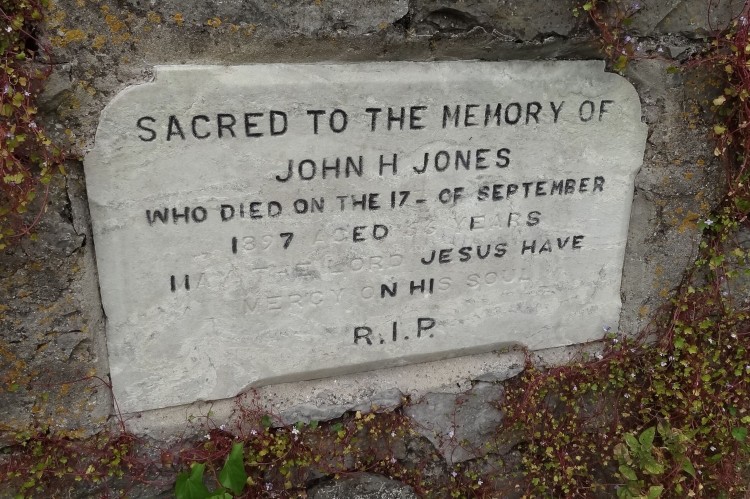 SACRED TO THE MEMORY OF
JOHN H JONES
WHO DIED ON THE 17- OF SEPTEMBER
1897 AGED YEARS
MAY THE LORD JESUS HAVE
MERCY ON HIS SOUL
R.I.P.